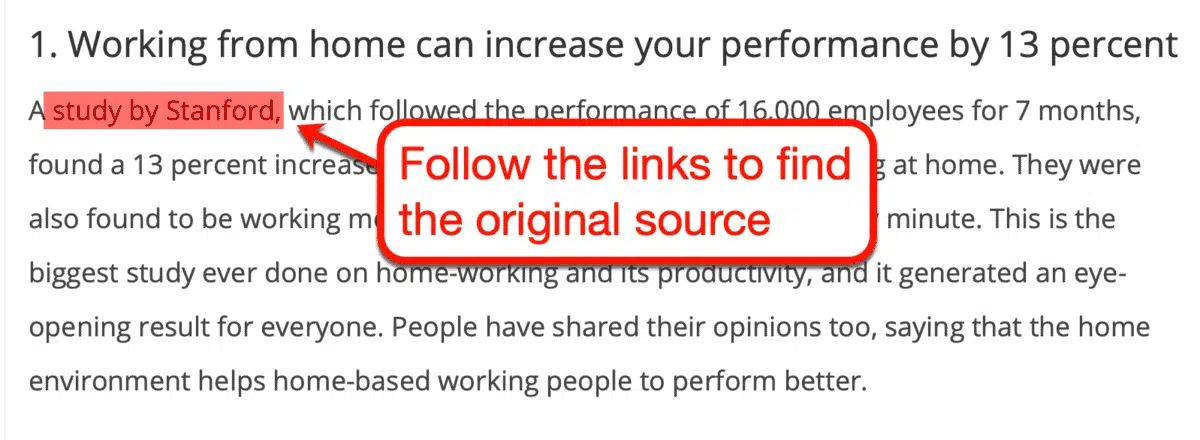 1. Working from home can increase your performance by 13 percent
A study by Stanford, which followed the performance of 16,000 employees for 7 months,
found a 13 percent increase at home. They were
also found to be working minute. This is the
biggest study ever done on home-working and its productivity, and it generated an eye-
opening result for everyone. People have shared their opinions too, saying that the home
environment helps home-based working people to perform better.
Follow the links to find
the original source